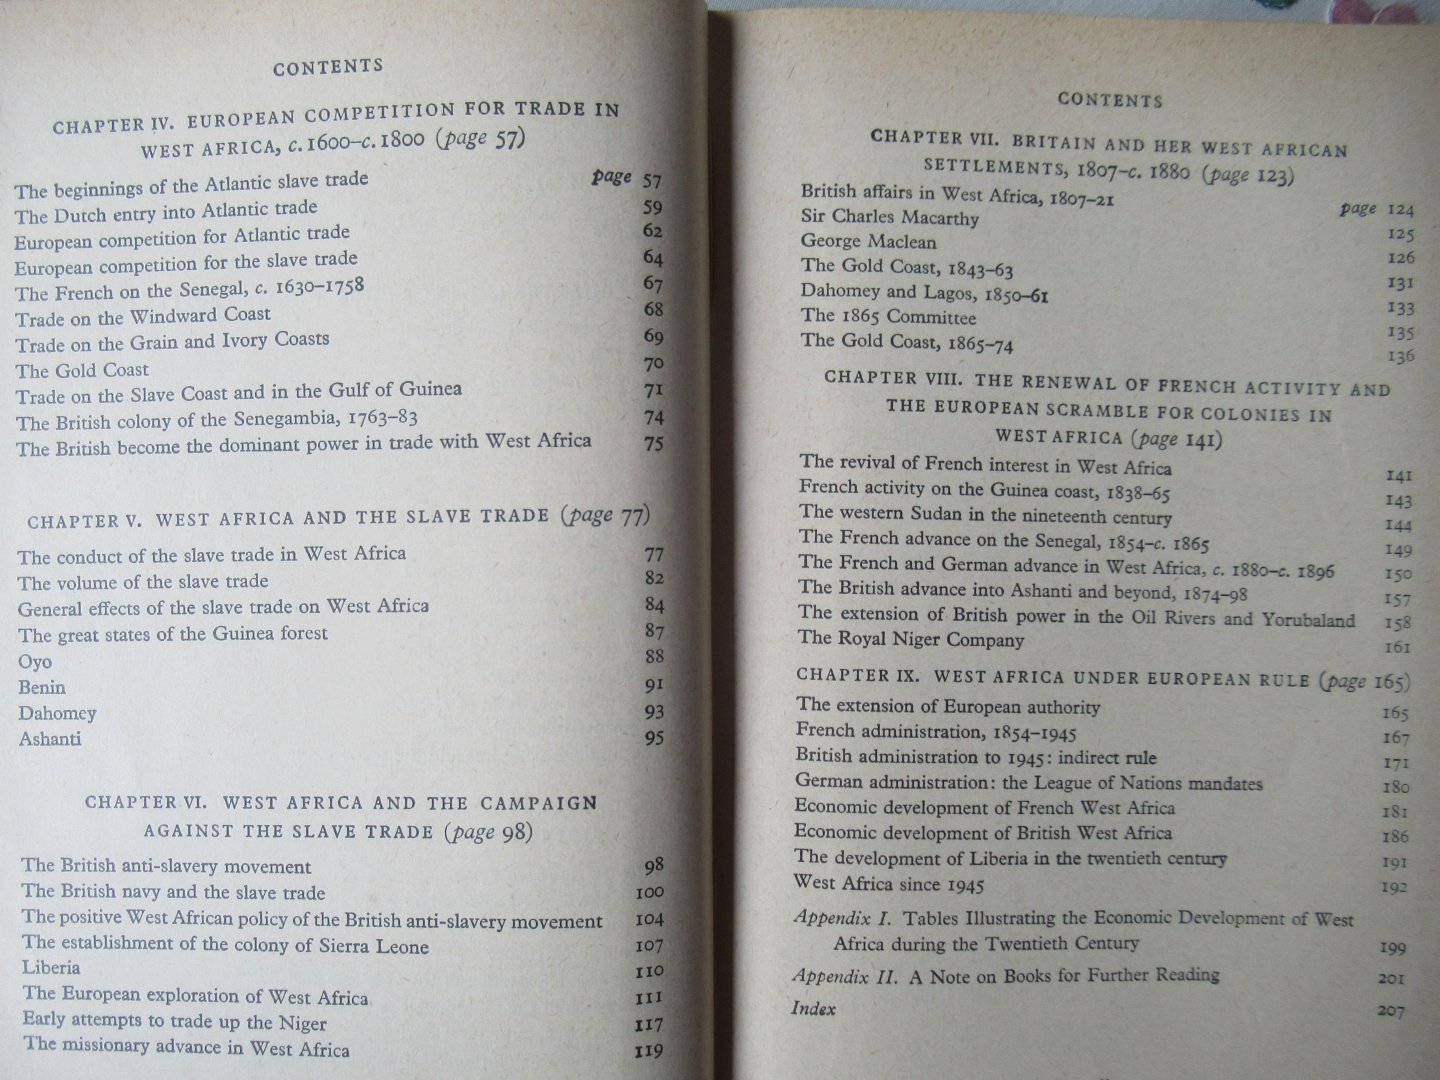 CONTENTS
CHAPTER IV. EUROPEAN COMPETITION FOR TRADE IN
WEST AFRICA, c. 1600–c. 1800 (page 57)
The beginnings of the Atlantic slave trade page 57
The Dutch entry into Atlantic trade 59
European competition for Atlantic trade 62
European competition for the slave trade 64
The French on the Senegal, c. 1630–1758 67
Trade on the Windward Coast 68
Trade on the Grain and Ivory Coasts 69
The Gold Coast 70
Trade on the Slave Coast and in the Gulf of Guinea 71
The British colony of the Senegambia, 1763–83 74
The British become the dominant power in trade with West Africa 75
CHAPTER V. WEST AFRICA AND THE SLAVE TRADE (page 77)
The conduct of the slave trade in West Africa 77
The volume of the slave trade 82
General effects of the slave trade on West Africa 84
The great states of the Guinea forest 87
Oyo 88
Benin 91
Dahomey 93
Ashanti 95
CHAPTER VI. WEST AFRICA AND THE CAMPAIGN
AGAINST THE SLAVE TRADE (page 98)
The British anti-slavery movement 98
The British navy and the slave trade 100
The positive West African policy of the British anti-slavery movement 104
The establishment of the colony of Sierra Leone 107
Liberia 110
The European exploration of West Africa 111
Early attempts to trade up the Niger 117
The missionary advance in West Africa 119
CONTENTS
CHAPTER VII. BRITAIN AND HER WEST AFRICAN
SETTLEMENTS, 1807–c. 1880 (page 123)
British affairs in West Africa, 1807–21 page 124
Sir Charles Macarthy 125
George Maclean 126
The Gold Coast, 1843–63 131
Dahomey and Lagos, 1850–61 133
The 1865 Committee 135
The Gold Coast, 1865–74 136
CHAPTER VIII. THE RENEWAL OF FRENCH ACTIVITY AND
THE EUROPEAN SCRAMBLE FOR COLONIES IN
WEST AFRICA (page 141)
The revival of French interest in West Africa 141
French activity on the Guinea coast, 1838–65 143
The western Sudan in the nineteenth century 144
The French advance on the Senegal, 1854–c. 1865 149
The French and German advance in West Africa, c. 1880–c. 1896 150
The British advance into Ashanti and beyond, 1874–98 157
The extension of British power in the Oil Rivers and Yorubaland 158
The Royal Niger Company 161
CHAPTER IX. WEST AFRICA UNDER EUROPEAN RULE (page 165)
The extension of European authority 165
French administration, 1854–1945 167
British administration to 1945: indirect rule 171
German administration: the League of Nations mandates 180
Economic development of French West Africa 181
Economic development of British West Africa 186
The development of Liberia in the twentieth century 191
West Africa since 1945 192
Appendix I. Tables Illustrating the Economic Development of West
Africa during the Twentieth Century 199
Appendix II. A Note on Books for Further Reading 201
Index 207